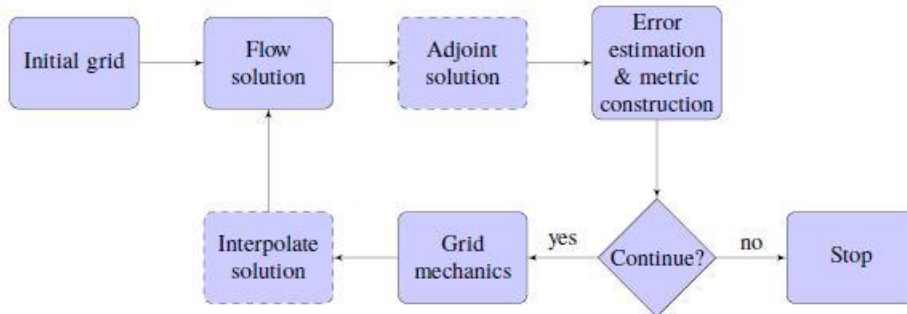 Initial grid
Flow
solution
Adjoint
solution
Error
estimation
& metric
construction
Interpolate
solution
Grid
mechanics
yes
Continue?
no
Stop